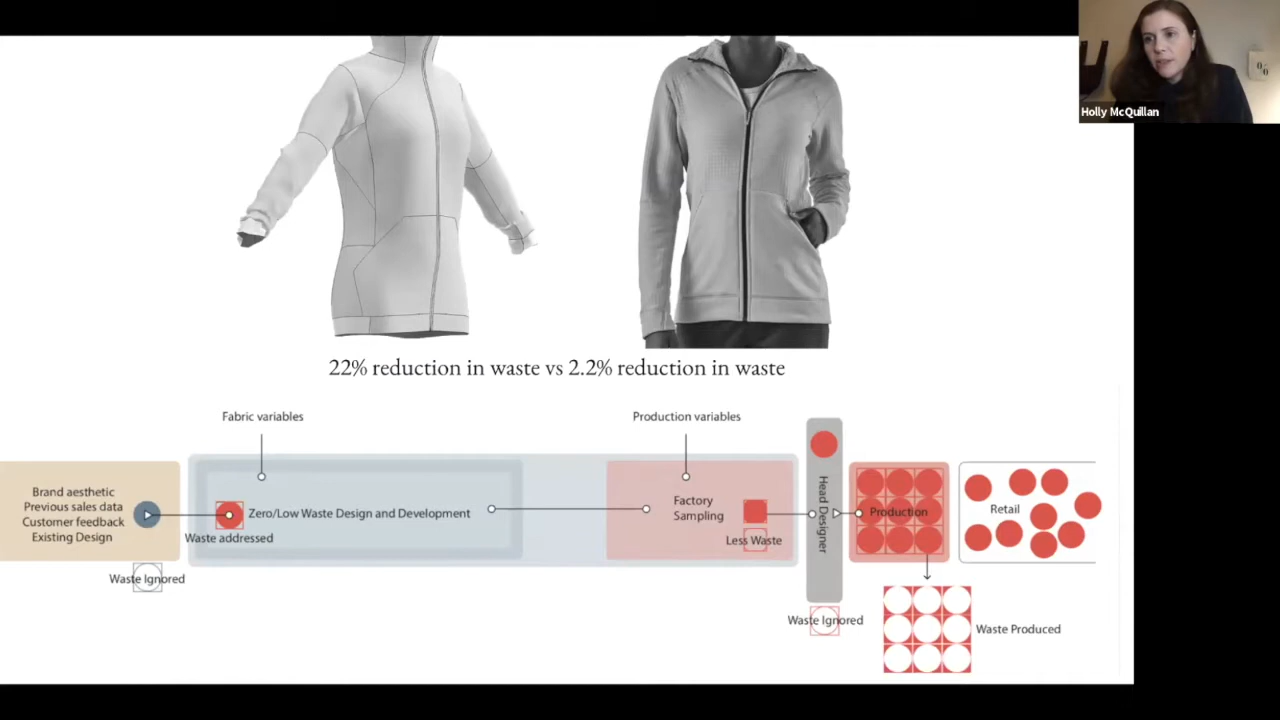 Holly McQuillan
22% reduction in waste vs 2.2% reduction in waste
Fabric variables
Production variables
Brand aesthetic
Previous sales data
Customer feedback
Existing Design
Waste Ignored
Waste addressed
Zero/Low Waste Design and Development
Factory
Sampling
Less Waste
Head Designer
Waste Ignored
Production
Retail
Waste Produced